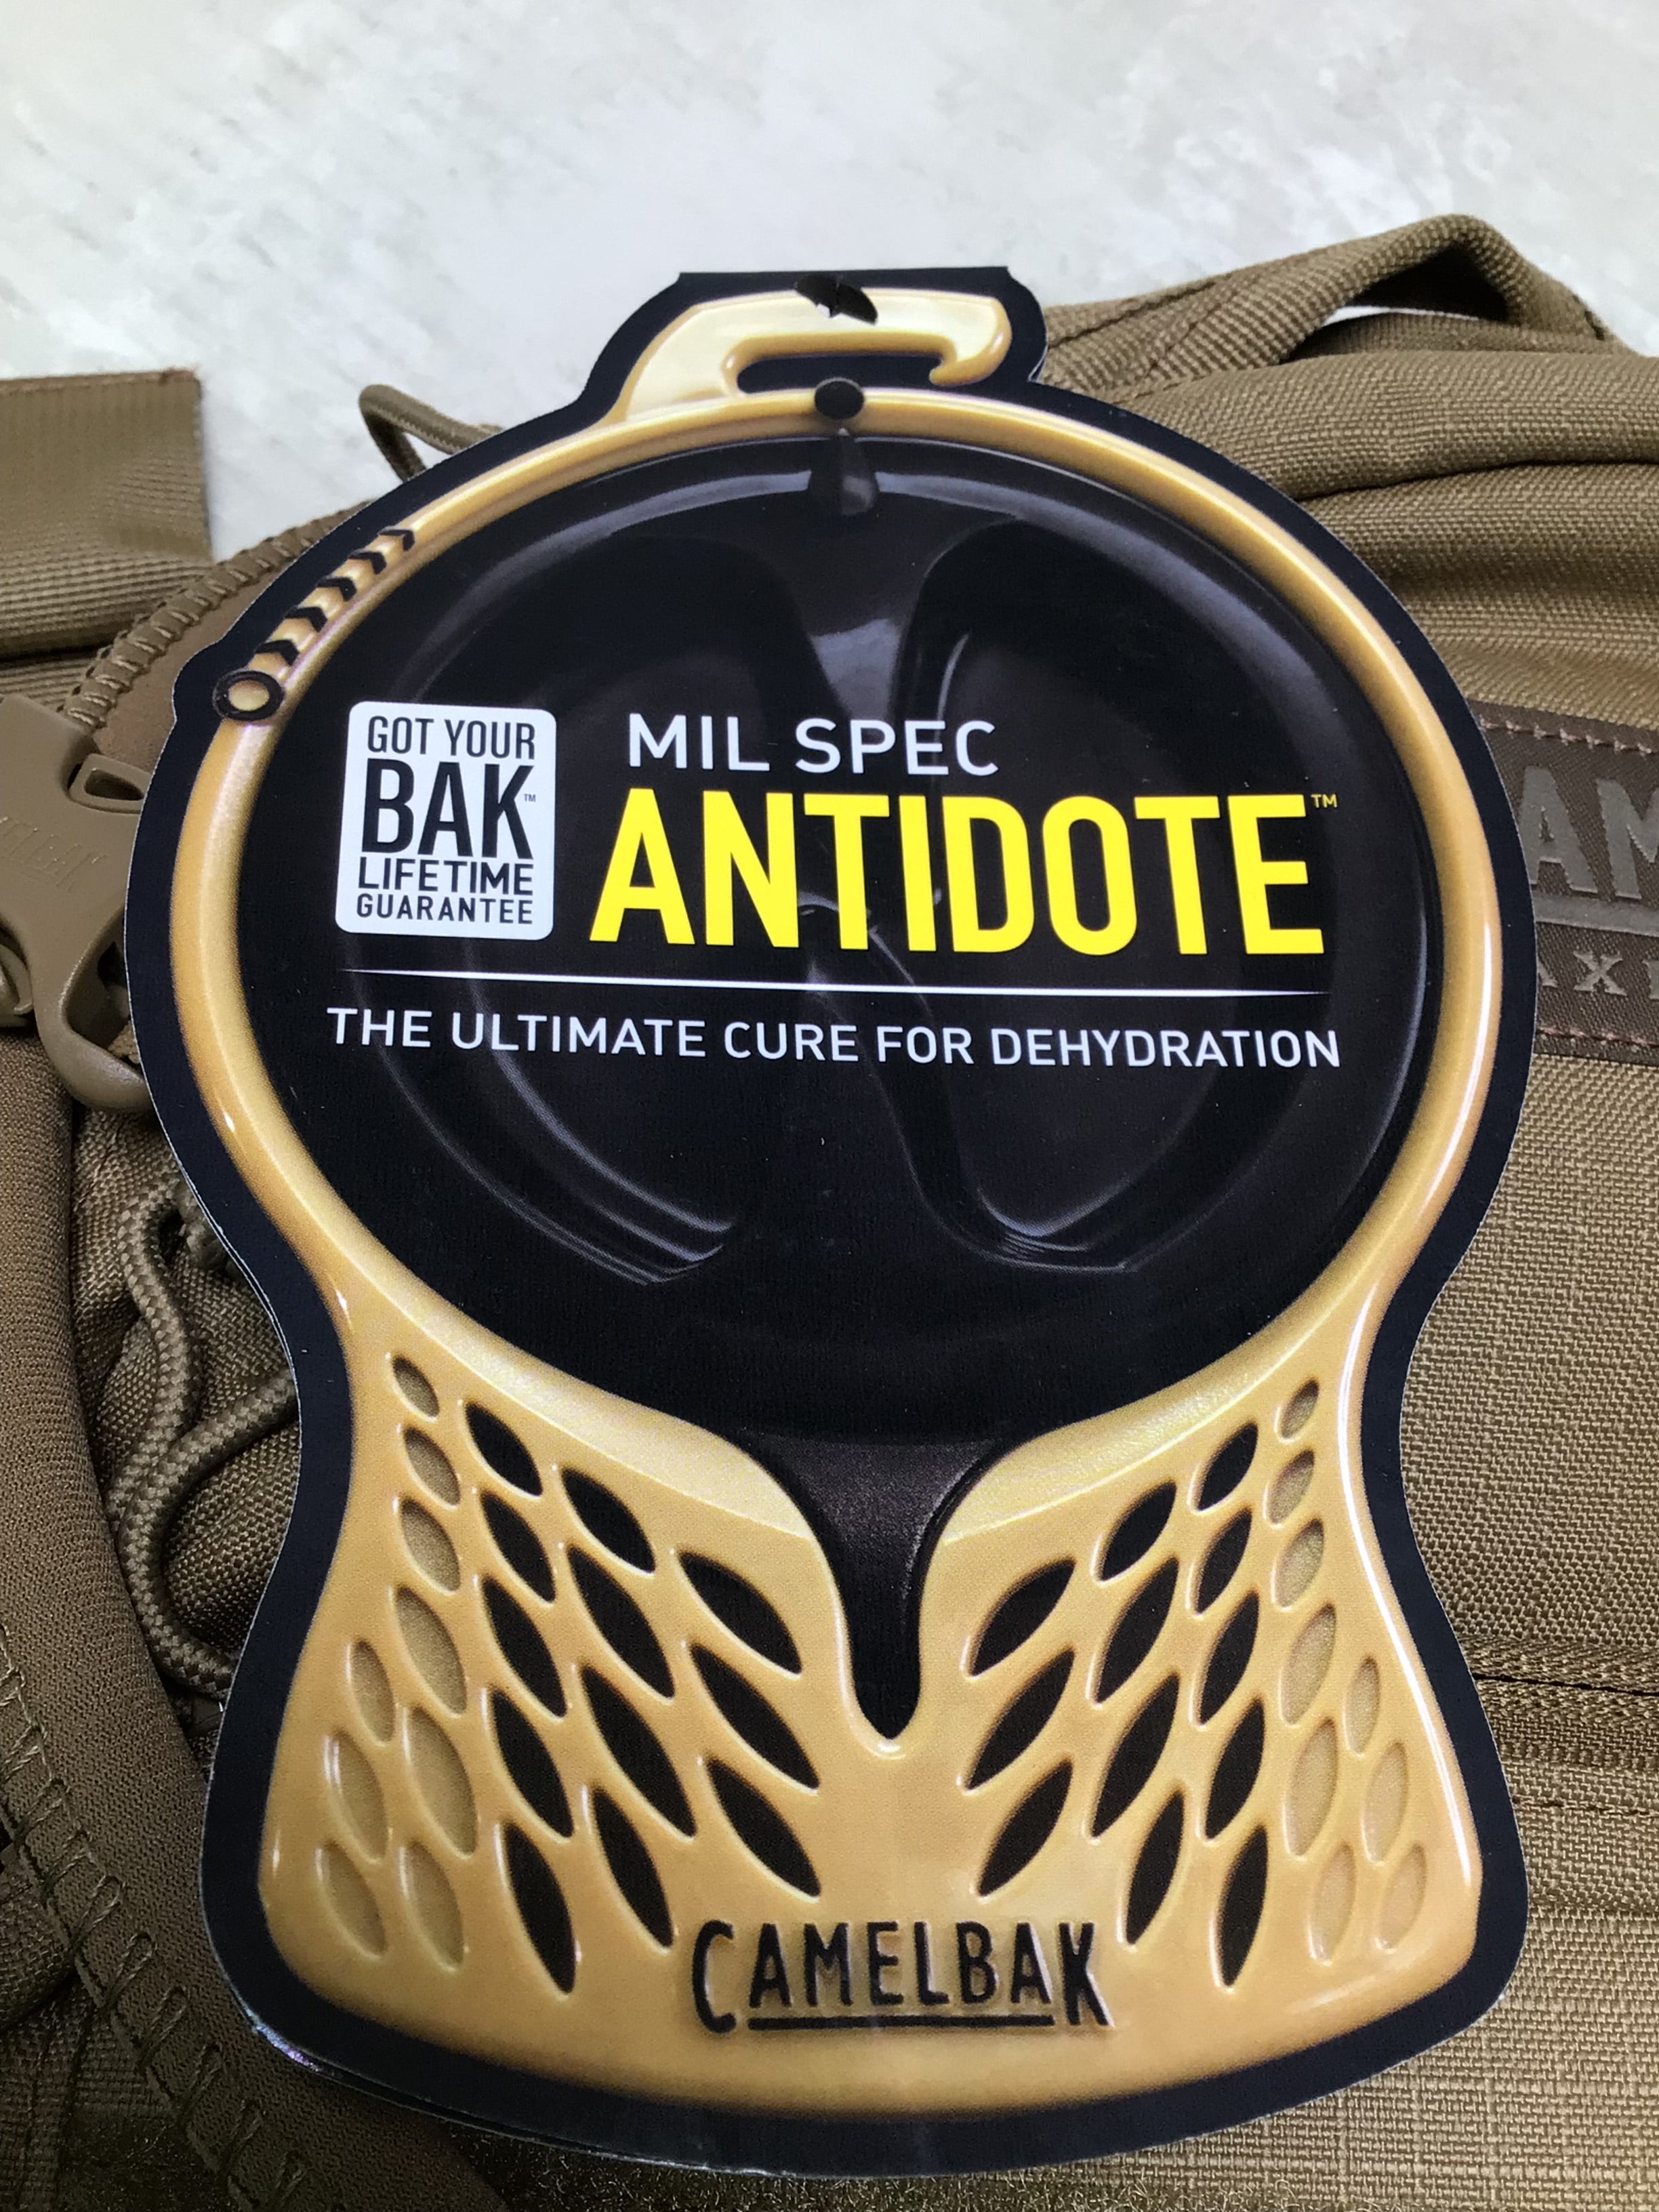 GOT YOUR
BAK™
LIFETIME
GUARANTEE
MIL SPEC
ANTIDOTE™
THE ULTIMATE CURE FOR DEHYDRATION
CAMELBAK